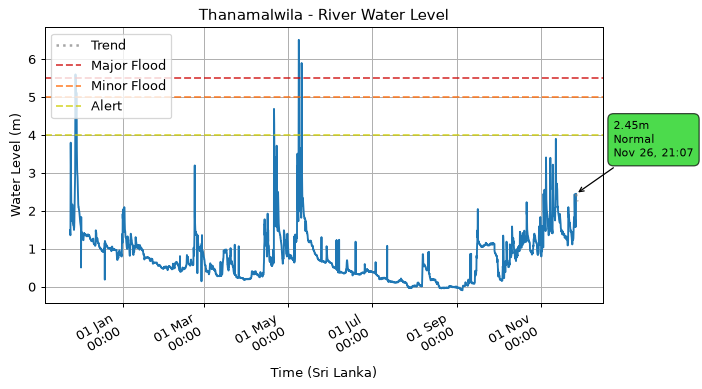 Thanamalwila - River Water Level
Trend
Major Flood
Minor Flood
Alert
2.45m
Normal
Nov 26, 21:07
Water Level (m)
6
5
4
3
2
1
0
01 Jan
00:00
01 Mar
00:00
01 May
00:00
01 Jul
00:00
01 Sep
00:00
01 Nov
00:00
Time (Sri Lanka)